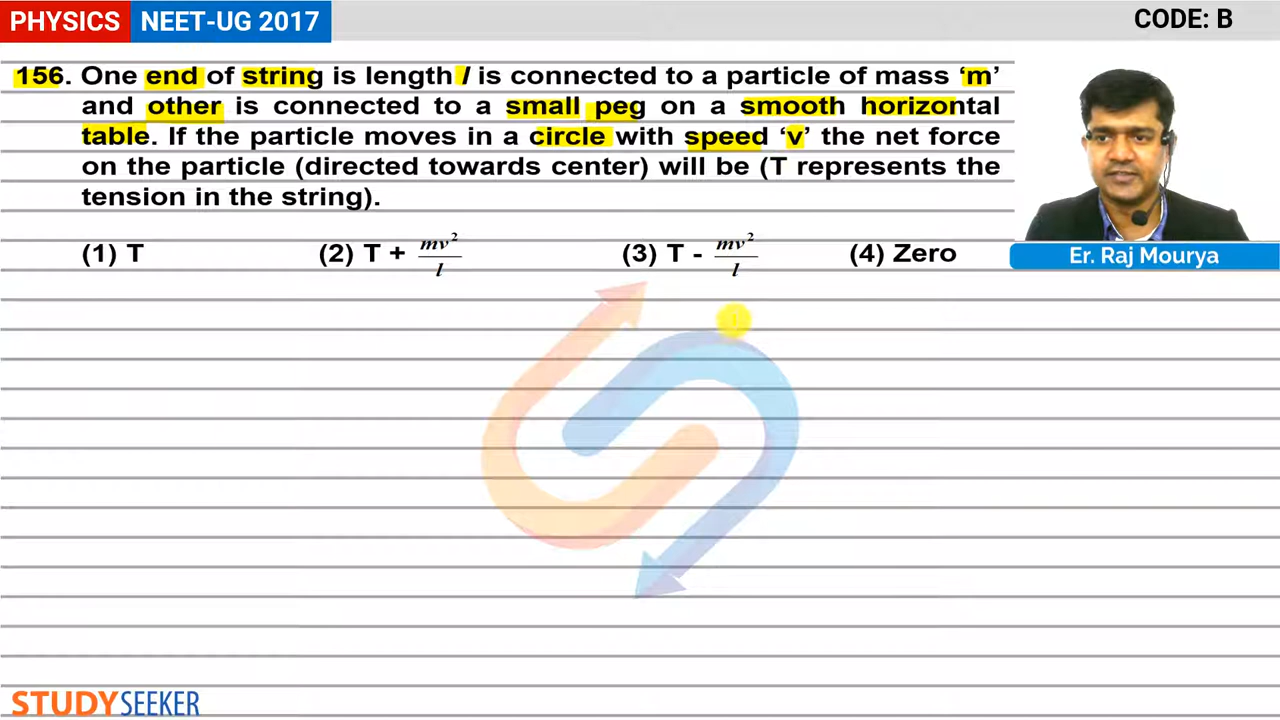 PHYSICS NEET-UG 2017 CODE: B
156. One end of string is length l is connected to a particle of mass ‘m’
and other is connected to a small peg on a smooth horizontal
table. If the particle moves in a circle with speed ‘v’ the net force
on the particle (directed towards center) will be (T represents the
tension in the string).
(1) T (2) T + mv²/l (3) T - mv²/l (4) Zero
Er. Raj Mourya
STUDYSEEKER